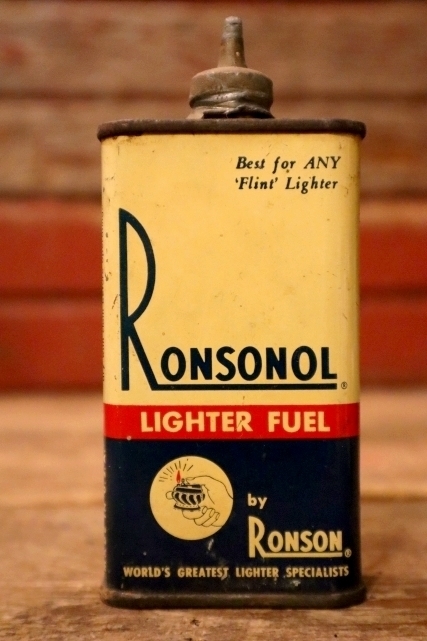 Best for ANY
'Flint' Lighter
RONSONOL®
LIGHTER FUEL
by
RONSON®
WORLD'S GREATEST LIGHTER SPECIALISTS